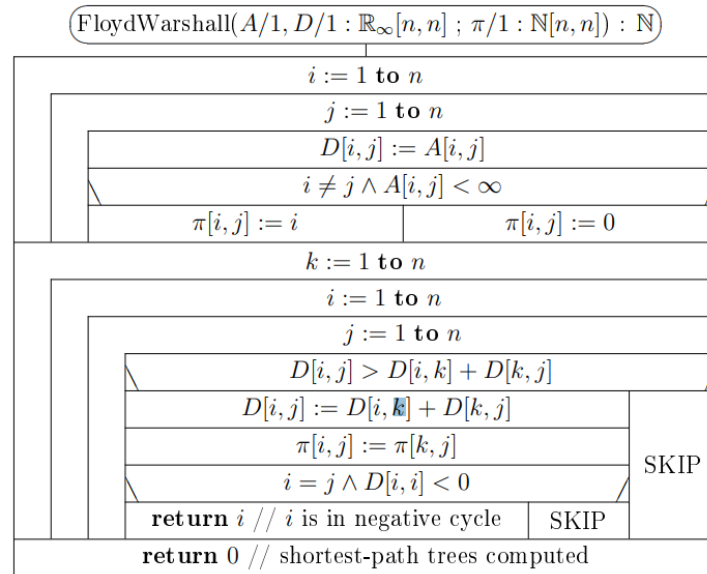 FloydWarshall(A/1, D/1 : ℝ∞[n, n] ; π/1 : ℕ[n, n]) : ℕ
i := 1 to n
j := 1 to n
D[i, j] := A[i, j]
i ≠ j ∧ A[i, j] < ∞
π[i, j] := i π[i, j] := 0
k := 1 to n
i := 1 to n
j := 1 to n
D[i, j] > D[i, k] + D[k, j]
D[i, j] := D[i, k] + D[k, j]
π[i, j] := π[k, j]
SKIP
i = j ∧ D[i, i] < 0
return i // i is in negative cycle SKIP
return 0 // shortest-path trees computed